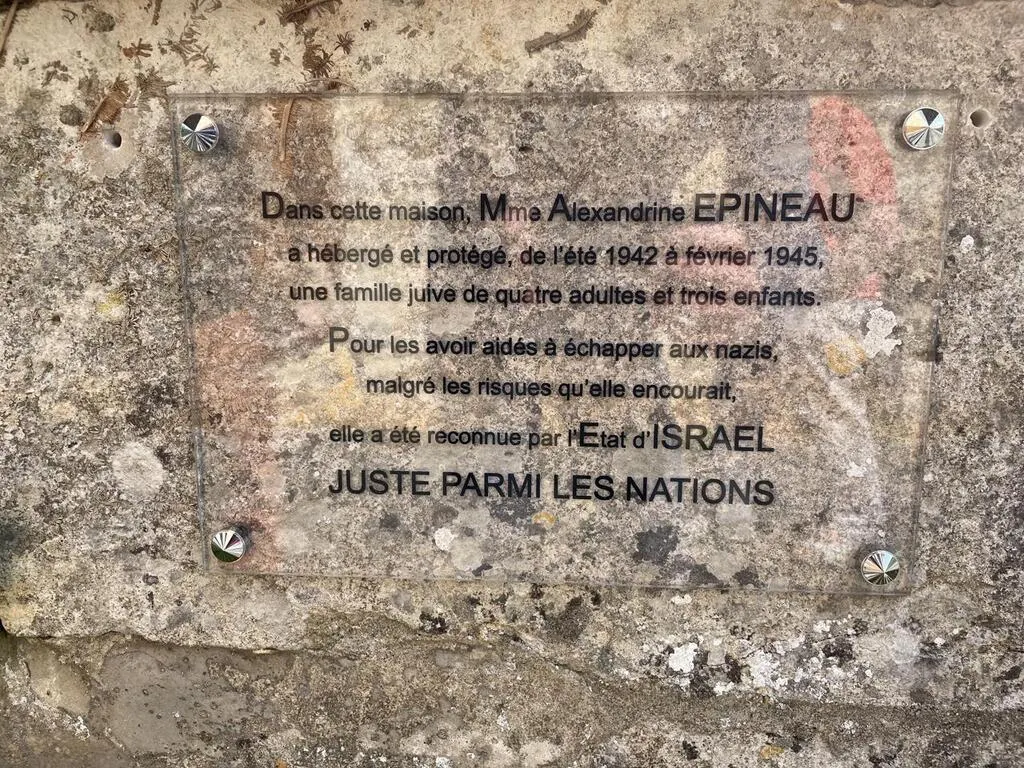 Dans cette maison, Mme Alexandrine EPINEAU
a hébergé et protégé, de l'été 1942 à février 1945,
une famille juive de quatre adultes et trois enfants.
Pour les avoir aidés à échapper aux nazis,
malgré les risques qu'elle encourait,
elle a été reconnue par l'Etat d'ISRAEL
JUSTE PARMI LES NATIONS